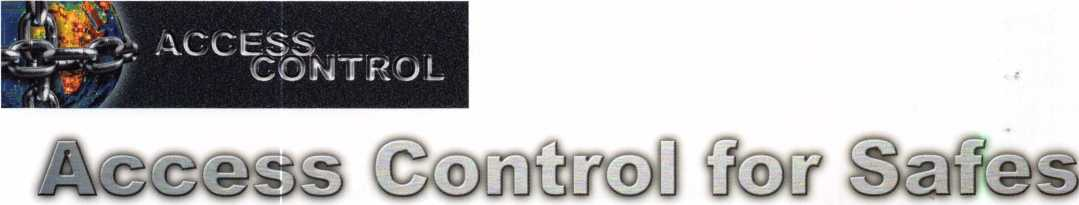 ACCESS
CONTROL
Access Control for Safes